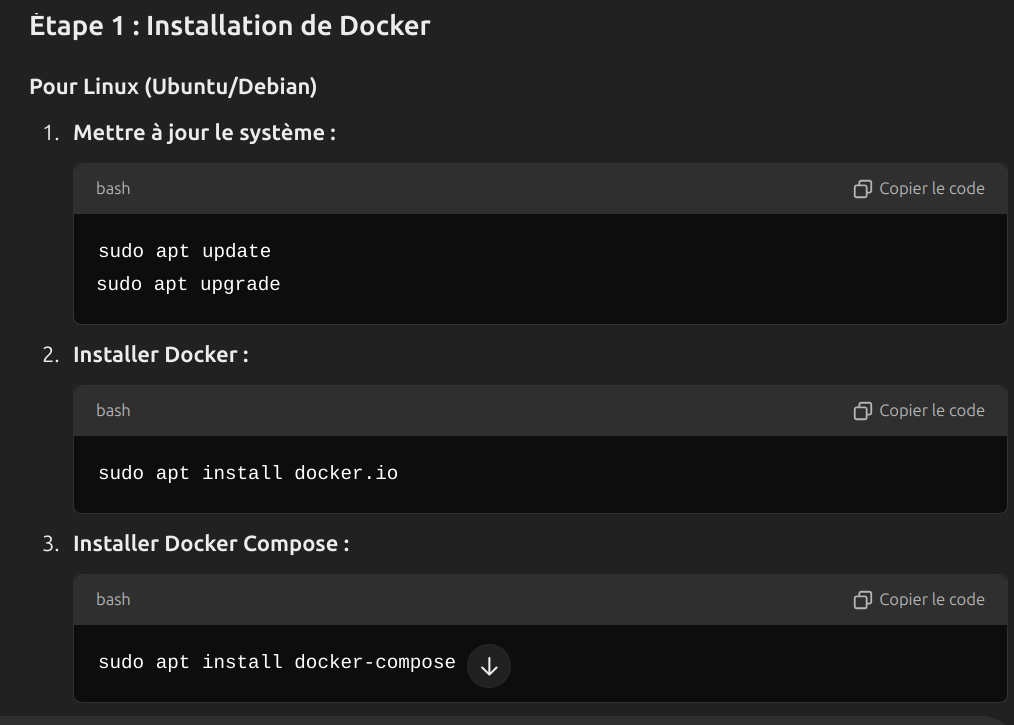 Étape 1 : Installation de Docker
Pour Linux (Ubuntu/Debian)
1. Mettre à jour le système :
bash
Copier le code
sudo apt update
sudo apt upgrade
2. Installer Docker :
bash
Copier le code
sudo apt install docker.io
3. Installer Docker Compose :
bash
Copier le code
sudo apt install docker-compose